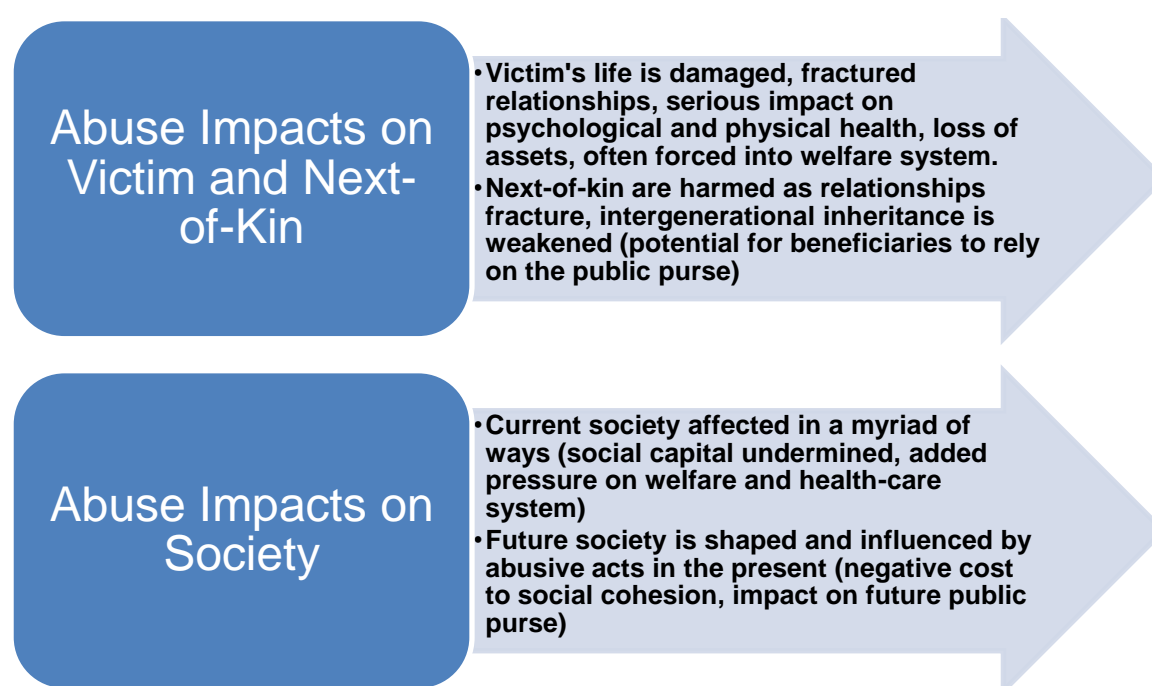 Abuse Impacts on
Victim and Next-
of-Kin
•Victim's life is damaged, fractured
relationships, serious impact on
psychological and physical health, loss of
assets, often forced into welfare system.
•Next-of-kin are harmed as relationships
fracture, intergenerational inheritance is
weakened (potential for beneficiaries to rely
on the public purse)
Abuse Impacts on
Society
•Current society affected in a myriad of
ways (social capital undermined, added
pressure on welfare and health-care
system)
•Future society is shaped and influenced by
abusive acts in the present (negative cost
to social cohesion, impact on future public
purse)